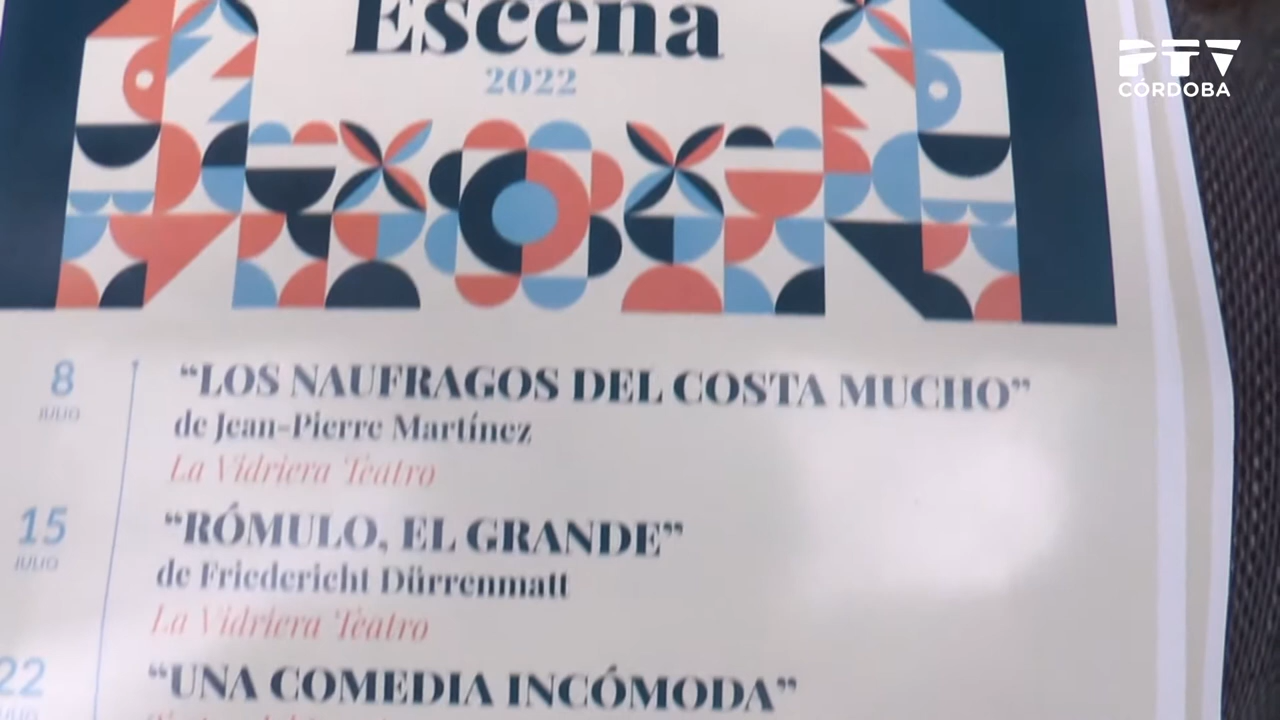 Escena
2022
PTV
CÓRDOBA
8
JULIO
“LOS NAUFRAGOS DEL COSTA MUCHO”
de Jean-Pierre Martínez
La Vidriera Teatro
15
JULIO
“RÓMULO, EL GRANDE”
de Friedericht Dürrenmatt
La Vidriera Teatro
22
“UNA COMEDIA INCÓMODA”